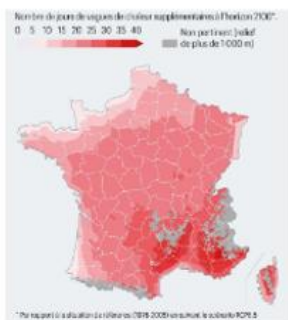 Nombre de jours de vagues de chaleur supplémentaires à l'horizon 2100*.
0 5 10 15 20 25 30 35 40
Non pertinent (relief
de plus de 1 000 m)
* Par rapport à la situation de référence (1976-2005) en suivant le scénario RCP8.5